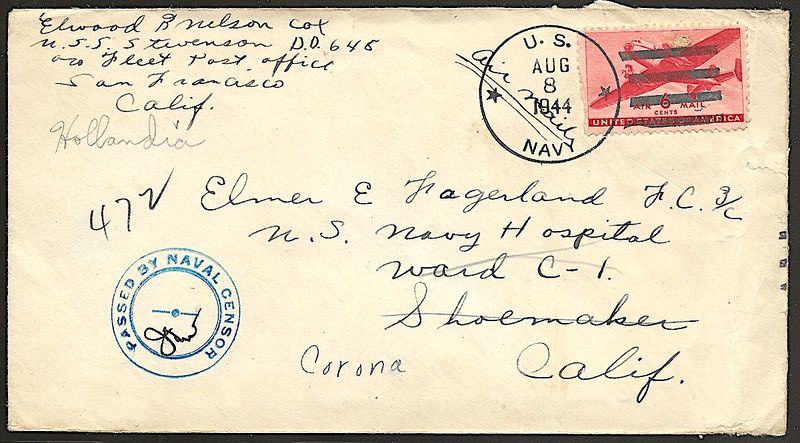 Elwood B Nelson cox
U.S.S. Stevenson D.D. 645
c/o Fleet Post office
San Francisco
Calif.
Hollandia
Air Mail
U. S.
AUG
8
1944
NAVY
AIR 6 MAIL
CENTS
UNITED STATES OF AMERICA
472
Elmer E Fagerland F.C. 3/c
U.S. Navy Hospital
Ward C-1.
Shoemaker
Corona
Calif.
PASSED BY NAVAL CENSOR